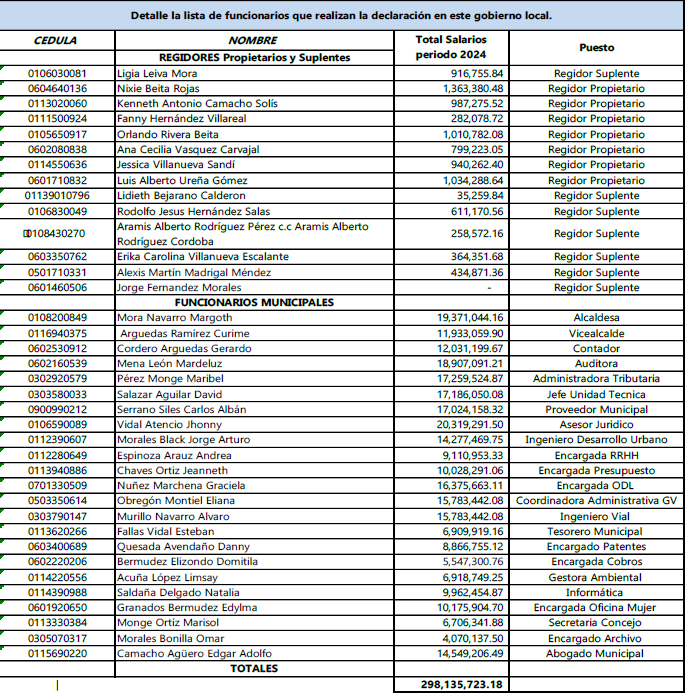 Detalle la lista de funcionarios que realizan la declaración en este gobierno local.
CEDULA NOMBRE Total Salarios periodo 2024 Puesto
REGIDORES Propietarios y Suplentes
0106030081 Ligia Leiva Mora 916,755.84 Regidor Suplente
0604640136 Nixie Beita Rojas 1,363,380.48 Regidor Propietario
0113020060 Kenneth Antonio Camacho Solís 987,275.52 Regidor Propietario
0111500924 Fanny Hernández Villareal 282,078.72 Regidor Propietario
0105650917 Orlando Rivera Beita 1,010,782.08 Regidor Propietario
0602080838 Ana Cecilia Vasquez Carvajal 799,223.05 Regidor Propietario
0114550636 Jessica Villanueva Sandí 940,262.40 Regidor Propietario
0601710832 Luis Alberto Ureña Gómez 1,034,288.64 Regidor Propietario
01139010796 Lidieth Bejarano Calderon 35,259.84 Regidor Suplente
0106830049 Rodolfo Jesus Hernández Salas 611,170.56 Regidor Suplente
0108430270 Aramis Alberto Rodríguez Pérez c.c Aramis Alberto Rodríguez Cordoba 258,572.16 Regidor Suplente
0603350762 Erika Carolina Villanueva Escalante 364,351.68 Regidor Suplente
0501710331 Alexis Martín Madrigal Méndez 434,871.36 Regidor Suplente
0601460506 Jorge Fernandez Morales - Regidor Suplente
FUNCIONARIOS MUNICIPALES
0108200849 Mora Navarro Margoth 19,371,044.16 Alcaldesa
0116940375 Arguedas Ramírez Curime 11,933,059.90 Vicealcalde
0602530912 Cordero Arguedas Gerardo 12,031,199.67 Contador
0602160539 Mena León Mardeluz 18,907,091.21 Auditora
0302920579 Pérez Monge Maribel 17,259,524.87 Administradora Tributaria
0303580033 Salazar Aguilar David 17,186,050.08 Jefe Unidad Tecnica
0900990212 Serrano Siles Carlos Albán 17,024,158.32 Proveedor Municipal
0106590089 Vidal Atencio Jhonny 20,319,291.50 Asesor Juridico
0112390607 Morales Black Jorge Arturo 14,277,469.75 Ingeniero Desarrollo Urbano
0112280649 Espinoza Arauz Andrea 9,110,953.33 Encargada RRHH
0113940886 Chaves Ortiz Jeanneth 10,028,291.06 Encargada Presupuesto
0701330509 Nuñez Marchena Graciela 16,375,663.11 Encargada ODL
0503350614 Obregón Montiel Eliana 15,783,442.08 Coordinadora Administrativa GV
0303790147 Murillo Navarro Alvaro 15,783,442.08 Ingeniero Vial
0113620266 Fallas Vidal Esteban 6,909,919.16 Tesorero Municipal
0603400689 Quesada Avendaño Danny 8,866,755.12 Encargado Patentes
0602220206 Bermudez Elizondo Domitila 5,547,300.76 Encargada Cobros
0114220556 Acuña López Limsay 6,918,749.25 Gestora Ambiental
0114390988 Saldaña Delgado Natalia 9,962,454.87 Informática
0601920650 Granados Bermudez Edylma 10,175,904.70 Encargada Oficina Mujer
0113330384 Monge Ortíz Marisol 6,706,341.88 Secretaria Concejo
0305070317 Morales Bonilla Omar 4,070,137.50 Encargado Archivo
0115690220 Camacho Agüero Edgar Adolfo 14,549,206.49 Abogado Municipal
TOTALES
298,135,723.18